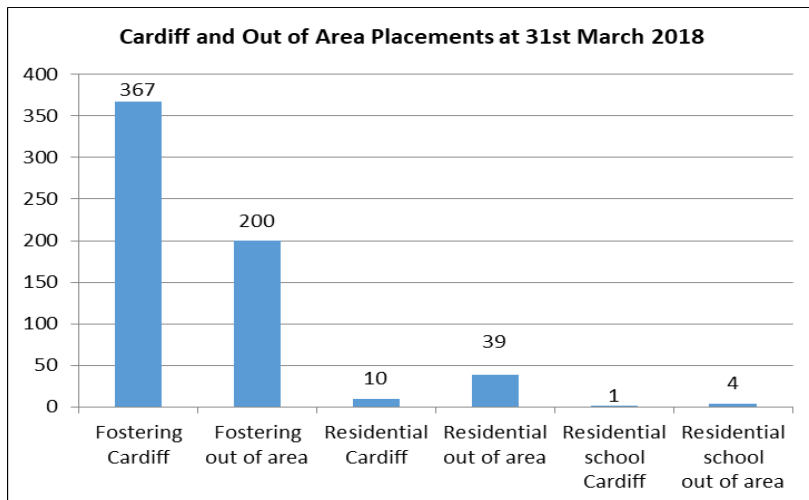 Cardiff and Out of Area Placements at 31st March 2018
400
350
300
250
200
150
100
50
0
367
200
10
39
1
4
Fostering
Cardiff
Fostering
out of area
Residential
Cardiff
Residential
out of area
Residential
school
Cardiff
Residential
school
out of area